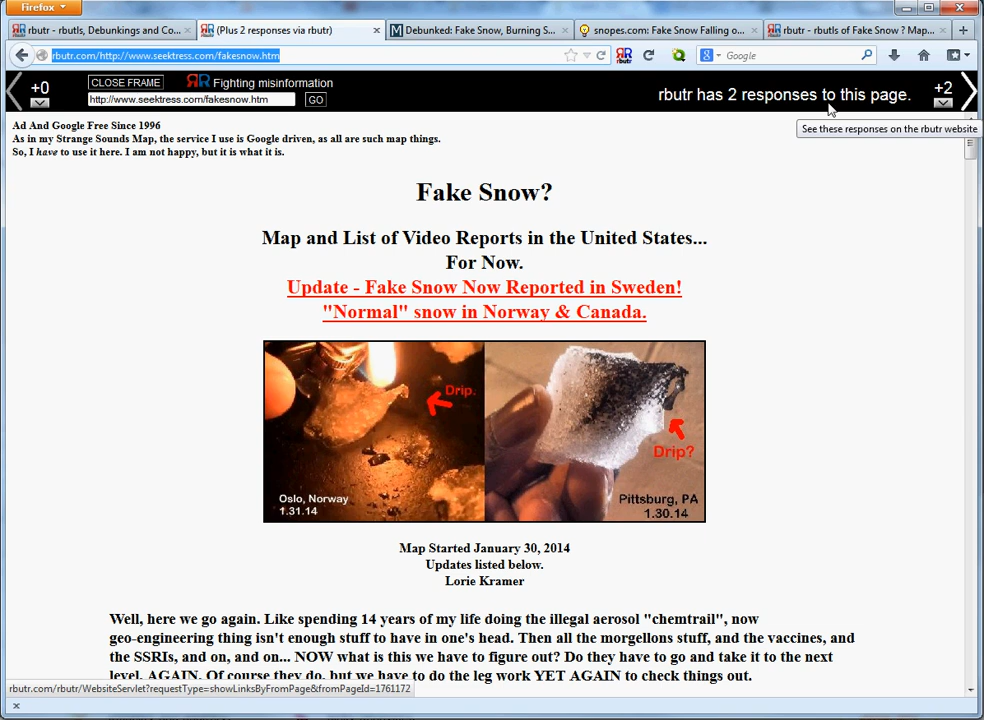 Firefox
rbutr - rbutls, Debunkings and Co...
(Plus 2 responses via rbutr)
Debunked: Fake Snow, Burning S...
snopes.com: Fake Snow Falling o...
rbutr - rbutls of Fake Snow ? Map...
rbutr.com/http://www.seektress.com/fakesnow.htm
rbutr
Google
+0
CLOSE FRAME
Fighting misinformation
http://www.seektress.com/fakesnow.htm
GO
rbutr has 2 responses to this page.
+2
See these responses on the rbutr website
Ad And Google Free Since 1996
As in my Strange Sounds Map, the service I use is Google driven, as all are such map things.
So, I have to use it here. I am not happy, but it is what it is.
Fake Snow?
Map and List of Video Reports in the United States...
For Now.
Update - Fake Snow Now Reported in Sweden!
"Normal" snow in Norway & Canada.
Drip.
Drip?
Oslo, Norway
1.31.14
Pittsburg, PA
1.30.14
Map Started January 30, 2014
Updates listed below.
Lorie Kramer
Well, here we go again. Like spending 14 years of my life doing the illegal aerosol "chemtrail", now
geo-engineering thing isn't enough stuff to have in one's head. Then all the morgellons stuff, and the vaccines, and
the SSRIs, and on, and on... NOW what is this we have to figure out? Do they have to go and take it to the next
level. AGAIN. Of course they do, but we have to do the leg work YET AGAIN to check things out.
rbutr.com/rbutr/WebsiteServlet?requestType=showLinksByFromPage&fromPageId=1761172